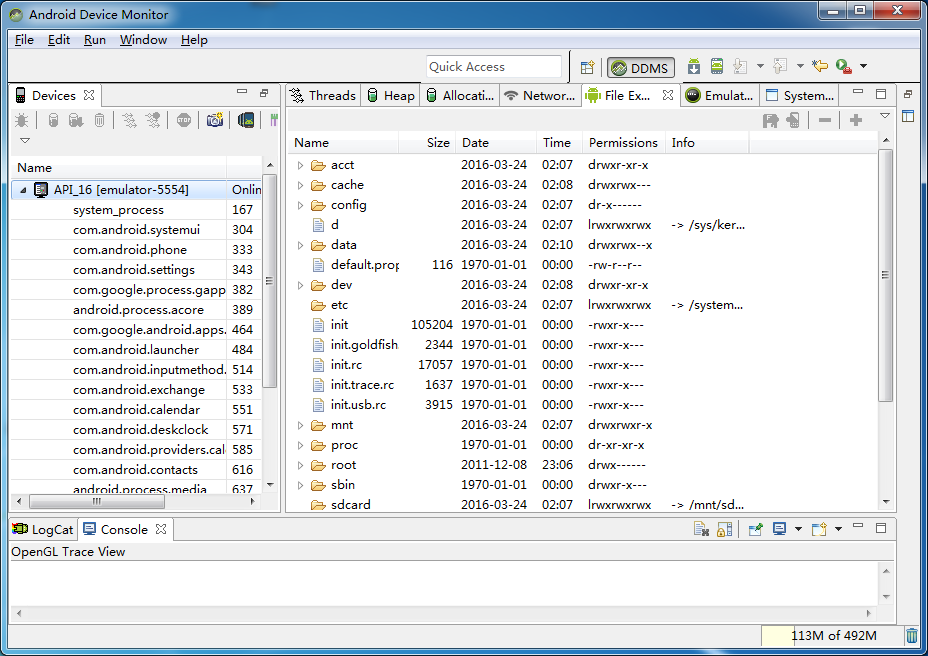 Android Device Monitor
File Edit Run Window Help
Quick Access DDMS
Devices
Name
API_16 [emulator-5554] Onlin
system_process 167
com.android.systemui 304
com.android.phone 333
com.android.settings 343
com.google.process.gapp 382
android.process.acore 389
com.google.android.apps. 464
com.android.launcher 484
com.android.inputmethod. 514
com.android.exchange 533
com.android.calendar 551
com.android.deskclock 571
com.android.providers.cal 585
com.android.contacts 616
android.process.media 637
Threads Heap Allocati... Networ... File Ex... Emulat... System...
Name Size Date Time Permissions Info
acct 2016-03-24 02:07 drwxr-xr-x
cache 2016-03-24 02:08 drwxrwx---
config 2016-03-24 02:07 dr-x------
d 2016-03-24 02:07 lrwxrwxrwx -> /sys/ker...
data 2016-03-24 02:10 drwxrwx--x
default.prop 116 1970-01-01 00:00 -rw-r--r--
dev 2016-03-24 02:08 drwxr-xr-x
etc 2016-03-24 02:07 lrwxrwxrwx -> /system...
init 105204 1970-01-01 00:00 -rwxr-x---
init.goldfish. 2344 1970-01-01 00:00 -rwxr-x---
init.rc 17057 1970-01-01 00:00 -rwxr-x---
init.trace.rc 1637 1970-01-01 00:00 -rwxr-x---
init.usb.rc 3915 1970-01-01 00:00 -rwxr-x---
mnt 2016-03-24 02:07 drwxrwxr-x
proc 1970-01-01 00:00 dr-xr-xr-x
root 2011-12-08 23:06 drwx------
sbin 1970-01-01 00:00 drwxr-x---
sdcard 2016-03-24 02:07 lrwxrwxrwx -> /mnt/sd...
LogCat Console
OpenGL Trace View
113M of 492M